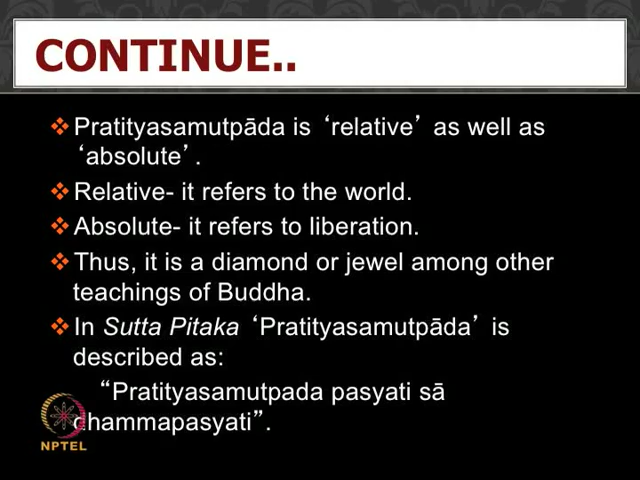 CONTINUE..
❖Pratityasamutpāda is ‘relative’ as well as
‘absolute’.
❖Relative- it refers to the world.
❖Absolute- it refers to liberation.
❖Thus, it is a diamond or jewel among other
teachings of Buddha.
❖In Sutta Pitaka ‘Pratityasamutpāda’ is
described as:
“Pratityasamutpada pasyati sā
dhammapasyati”.
NPTEL